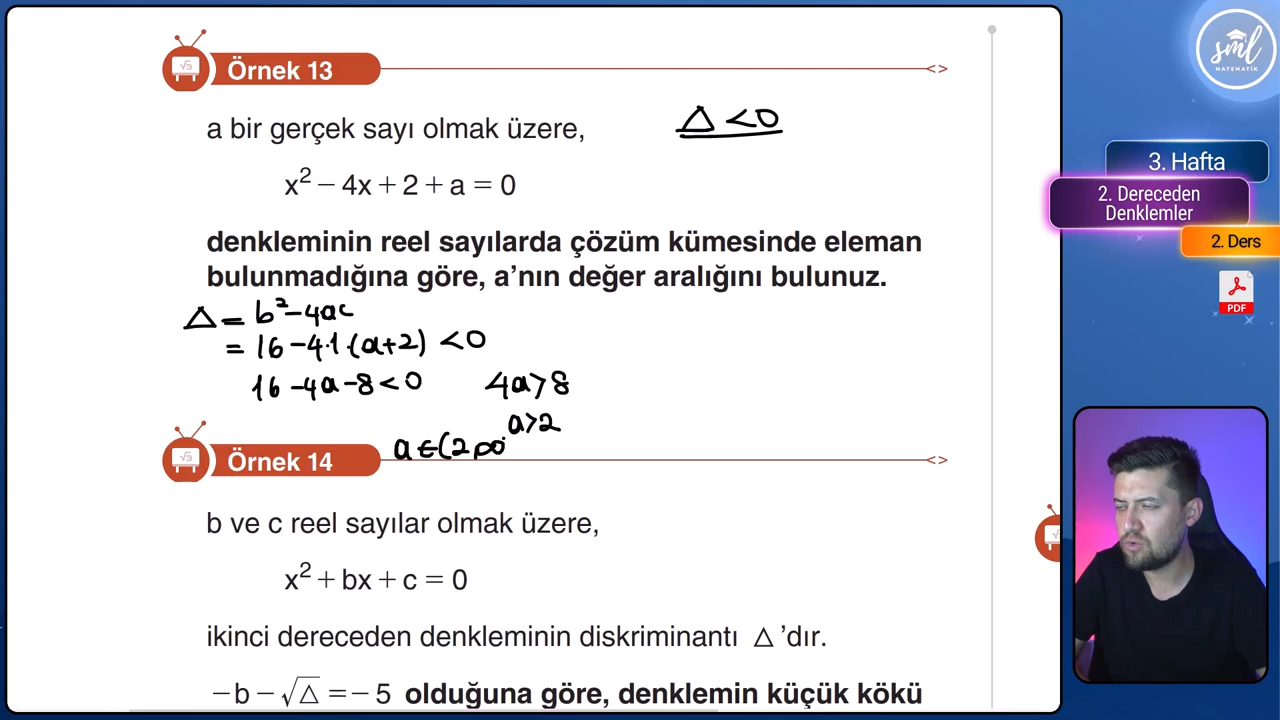 Örnek 13
a bir gerçek sayı olmak üzere,
Δ <0
x² − 4x + 2 + a = 0
denkleminin reel sayılarda çözüm kümesinde eleman
bulunmadığına göre, a’nın değer aralığını bulunuz.
Δ = b² − 4ac
= 16 − 4·1·(a+2) <0
16 − 4a − 8 < 0
4a > 8
a > 2
a ∈ (2,∞
Örnek 14
b ve c reel sayılar olmak üzere,
x² + bx + c = 0
ikinci dereceden denkleminin diskriminantı Δ ’dır.
−b − √Δ = − 5 olduğuna göre, denklemin küçük kökü
sml
MATEMATİK
3. Hafta
2. Dereceden
Denklemler
2. Ders
PDF